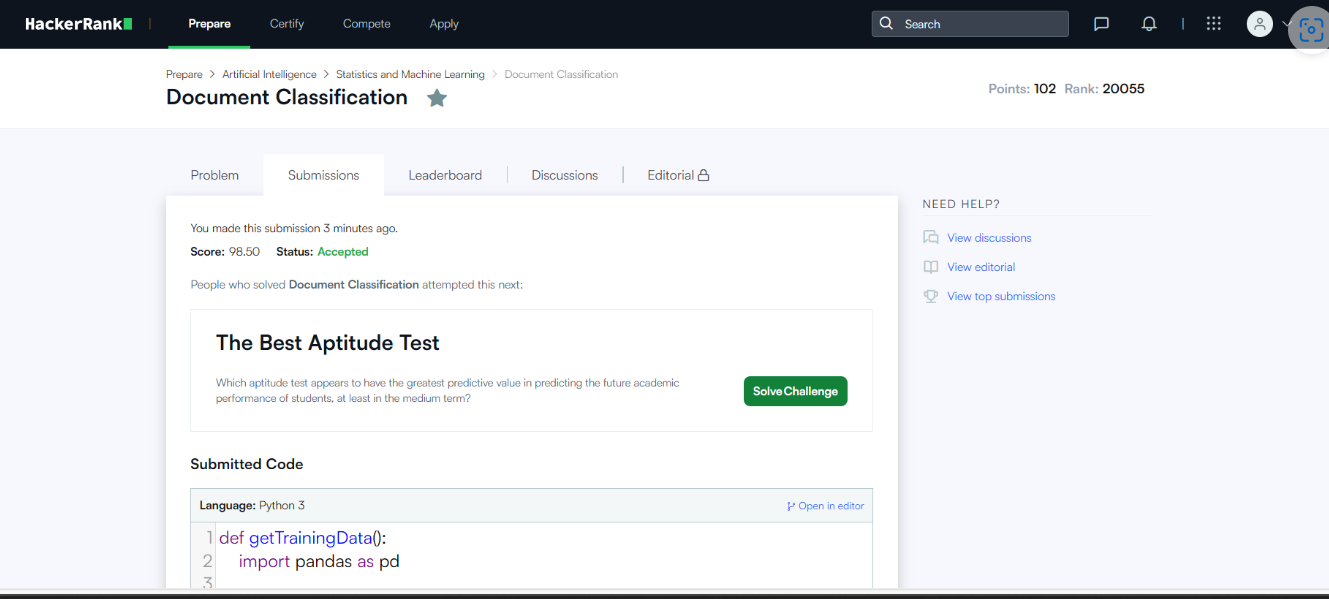 HackerRank | Prepare Certify Compete Apply Search |
Prepare > Artificial Intelligence > Statistics and Machine Learning > Document Classification
Document Classification
Points: 102 Rank: 20055
Problem Submissions Leaderboard Discussions Editorial
You made this submission 3 minutes ago.
Score: 98.50 Status: Accepted
People who solved Document Classification attempted this next:
The Best Aptitude Test
Which aptitude test appears to have the greatest predictive value in predicting the future academic
performance of students, at least in the medium term?
Solve Challenge
Submitted Code
Language: Python 3 Open in editor
1 def getTrainingData():
2 import pandas as pd
3
NEED HELP?
View discussions
View editorial
View top submissions